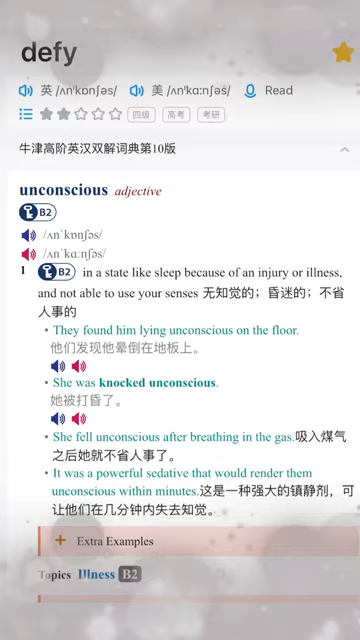 defy
英 /ʌnˈkɒnʃəs/ 美 /ʌnˈkɑːnʃəs/ Read
四级 高考 考研
牛津高阶英汉双解词典第10版
unconscious adjective
B2
/ʌnˈkɒnʃəs/
/ʌnˈkɑːnʃəs/
1 B2 in a state like sleep because of an injury or illness,
and not able to use your senses 无知觉的；昏迷的；不省
人事的
• They found him lying unconscious on the floor.
他们发现他晕倒在地板上。
• She was knocked unconscious.
她被打昏了。
• She fell unconscious after breathing in the gas.吸入煤气
之后她就不省人事了。
• It was a powerful sedative that would render them
unconscious within minutes.这是一种强大的镇静剂，可
让他们在几分钟内失去知觉。
+ Extra Examples
Topics Illness B2